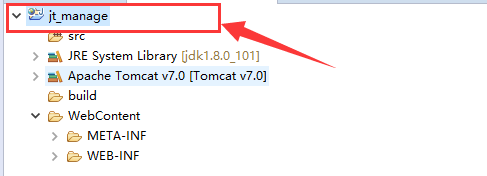 jt_manage
src
JRE System Library [jdk1.8.0_101]
Apache Tomcat v7.0 [Tomcat v7.0]
build
WebContent
META-INF
WEB-INF